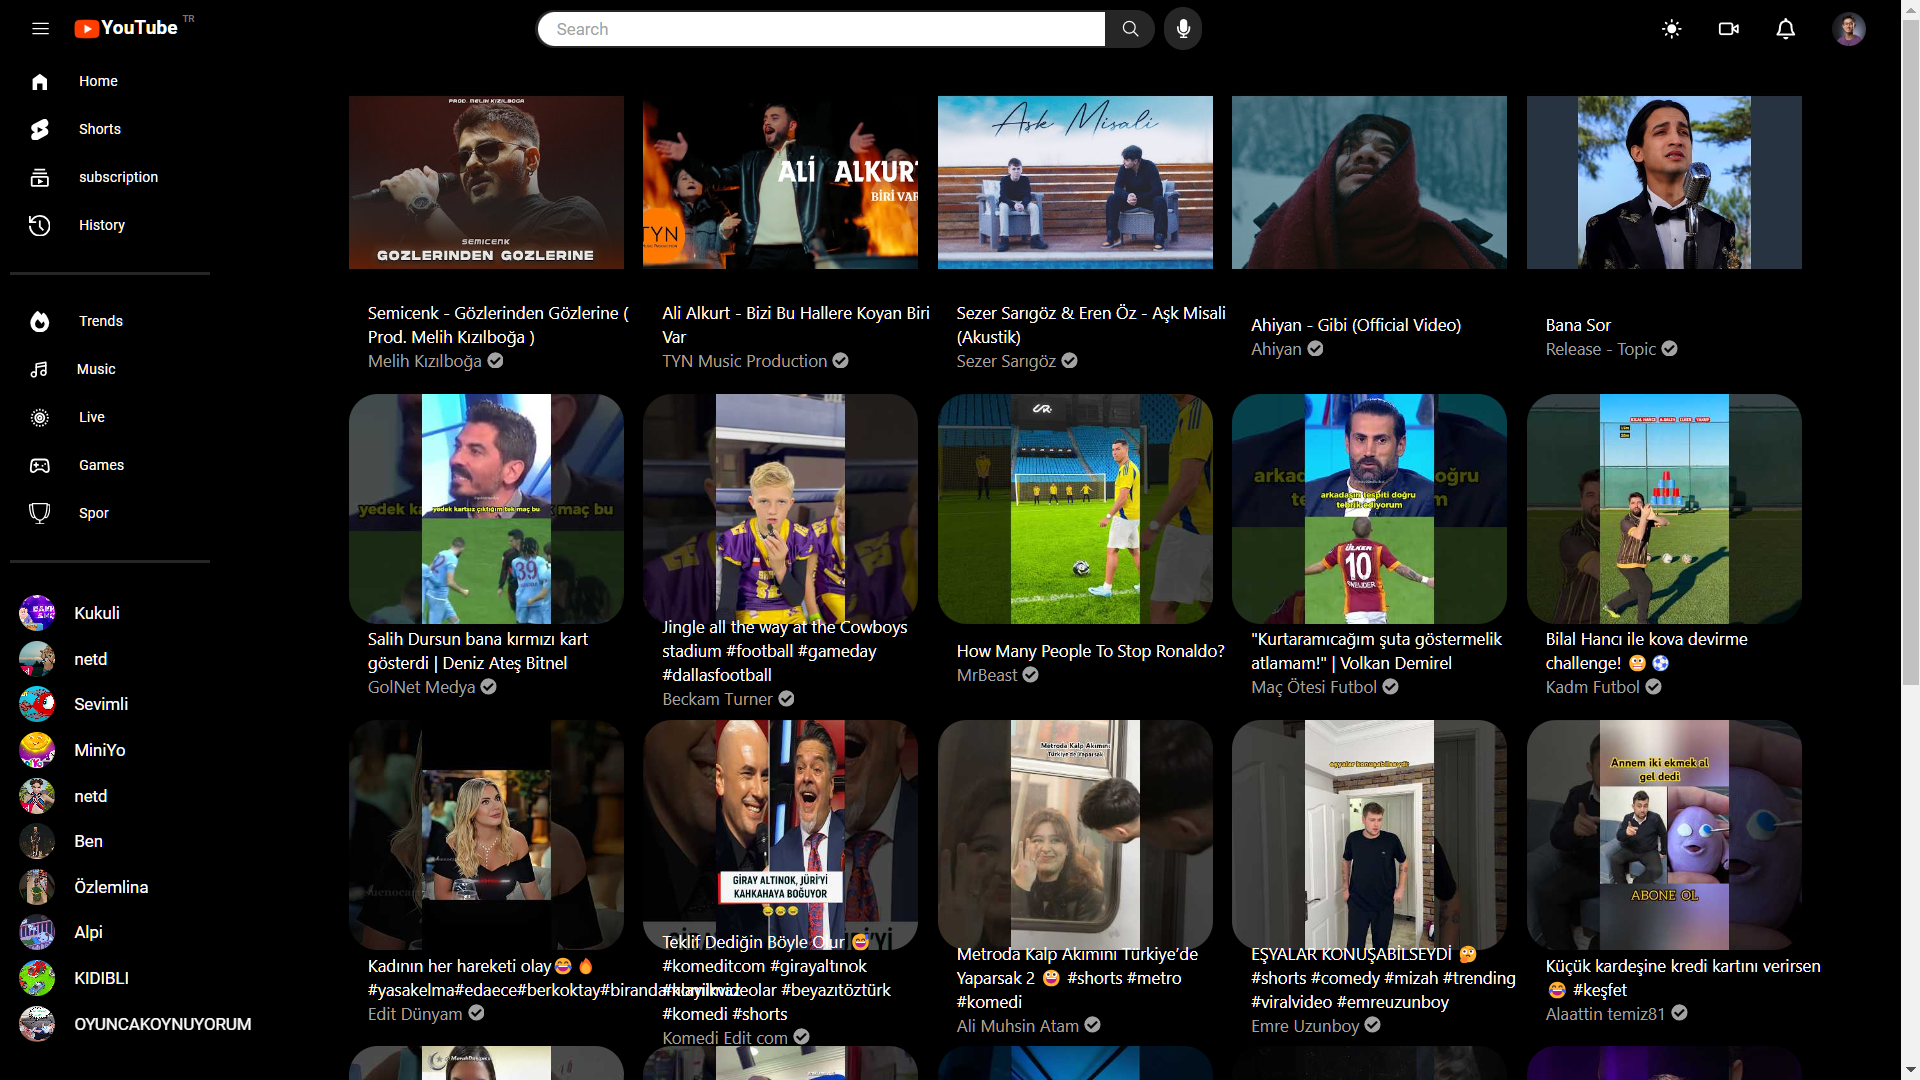 YouTube TR
Search
Home
Shorts
subscription
History
Trends
Music
Live
Games
Spor
Kukuli
netd
Sevimli
MiniYo
netd
Ben
Özlemlina
Alpi
KIDIBLI
OYUNCAKOYNUYORUM
PROD. MELIH KIZILBOGA
SEMICENK
GOZLERINDEN GOZLERINE
Semicenk - Gözlerinden Gözlerine (
Prod. Melih Kızılboğa )
Melih Kızılboğa
ALİ ALKURT
BİRİ VAR
TYN
Ali Alkurt - Bizi Bu Hallere Koyan Biri
Var
TYN Music Production
Aşk Misali
Sezer Sarıgöz & Eren Öz - Aşk Misali
(Akustik)
Sezer Sarıgöz
Ahiyan - Gibi (Official Video)
Ahiyan
Bana Sor
Release - Topic
yedek kartsız çıktığım tek maç bu
39
Salih Dursun bana kırmızı kart
gösterdi | Deniz Ateş Bitnel
GolNet Medya
Jingle all the way at the Cowboys
stadium #football #gameday
#dallasfootball
Beckam Turner
How Many People To Stop Ronaldo?
MrBeast
arkadaşın tespiti doğru
tebrik ediyorum
ÜLKER
10
SNEIJDER
"Kurtaramıcağım şuta göstermelik
atlamam!" | Volkan Demirel
Maç Ötesi Futbol
Bilal Hancı ile kova devirme
challenge! 😬 ⚽
Kadm Futbol
Kadının her hareketi olay😂🔥
#yasakelma#edaece#berkoktay#birandadamlayilmaz
Edit Dünyam
GİRAY ALTINOK, JÜRİ'Yİ
KAHKAHAYA BOĞUYOR
Teklif Dediğin Böyle Olur 😅
#komeditcom #girayaltınok
#komikvideolar #beyazıtöztürk
#komedi #shorts
Komedi Edit com
Metroda Kalp Akımını
Türkiye'de Yaparsak
Metroda Kalp Akımını Türkiye’de
Yaparsak 2 😀 #shorts #metro
#komedi
Ali Muhsin Atam
eşyalar konuşabilseydi
EŞYALAR KONUŞABİLSEYDİ 🤔
#shorts #comedy #mizah #trending
#viralvideo #emreuzunboy
Emre Uzunboy
Annem iki ekmek al
gel dedi
ABONE OL
Küçük kardeşine kredi kartını verirsen
😂 #keşfet
Alaattin temiz81